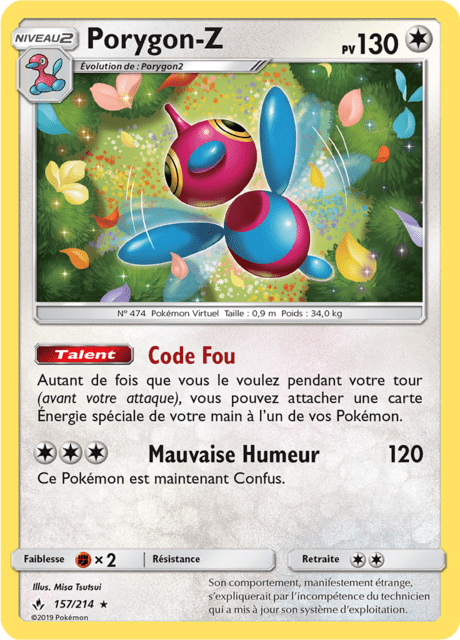 NIVEAU2
Porygon-Z
PV130
Évolution de : Porygon2
Nº 474 Pokémon Virtuel Taille : 0,9 m Poids : 34,0 kg
Talent Code Fou
Autant de fois que vous le voulez pendant votre tour
(avant votre attaque), vous pouvez attacher une carte
Énergie spéciale de votre main à l’un de vos Pokémon.
Mauvaise Humeur 120
Ce Pokémon est maintenant Confus.
Faiblesse ×2 Résistance Retraite
Illus. Misa Tsutsui
157/214 ★
©2019 Pokémon
Son comportement, manifestement étrange,
s’expliquerait par l’incompétence du technicien
qui a mis à jour son système d’exploitation.